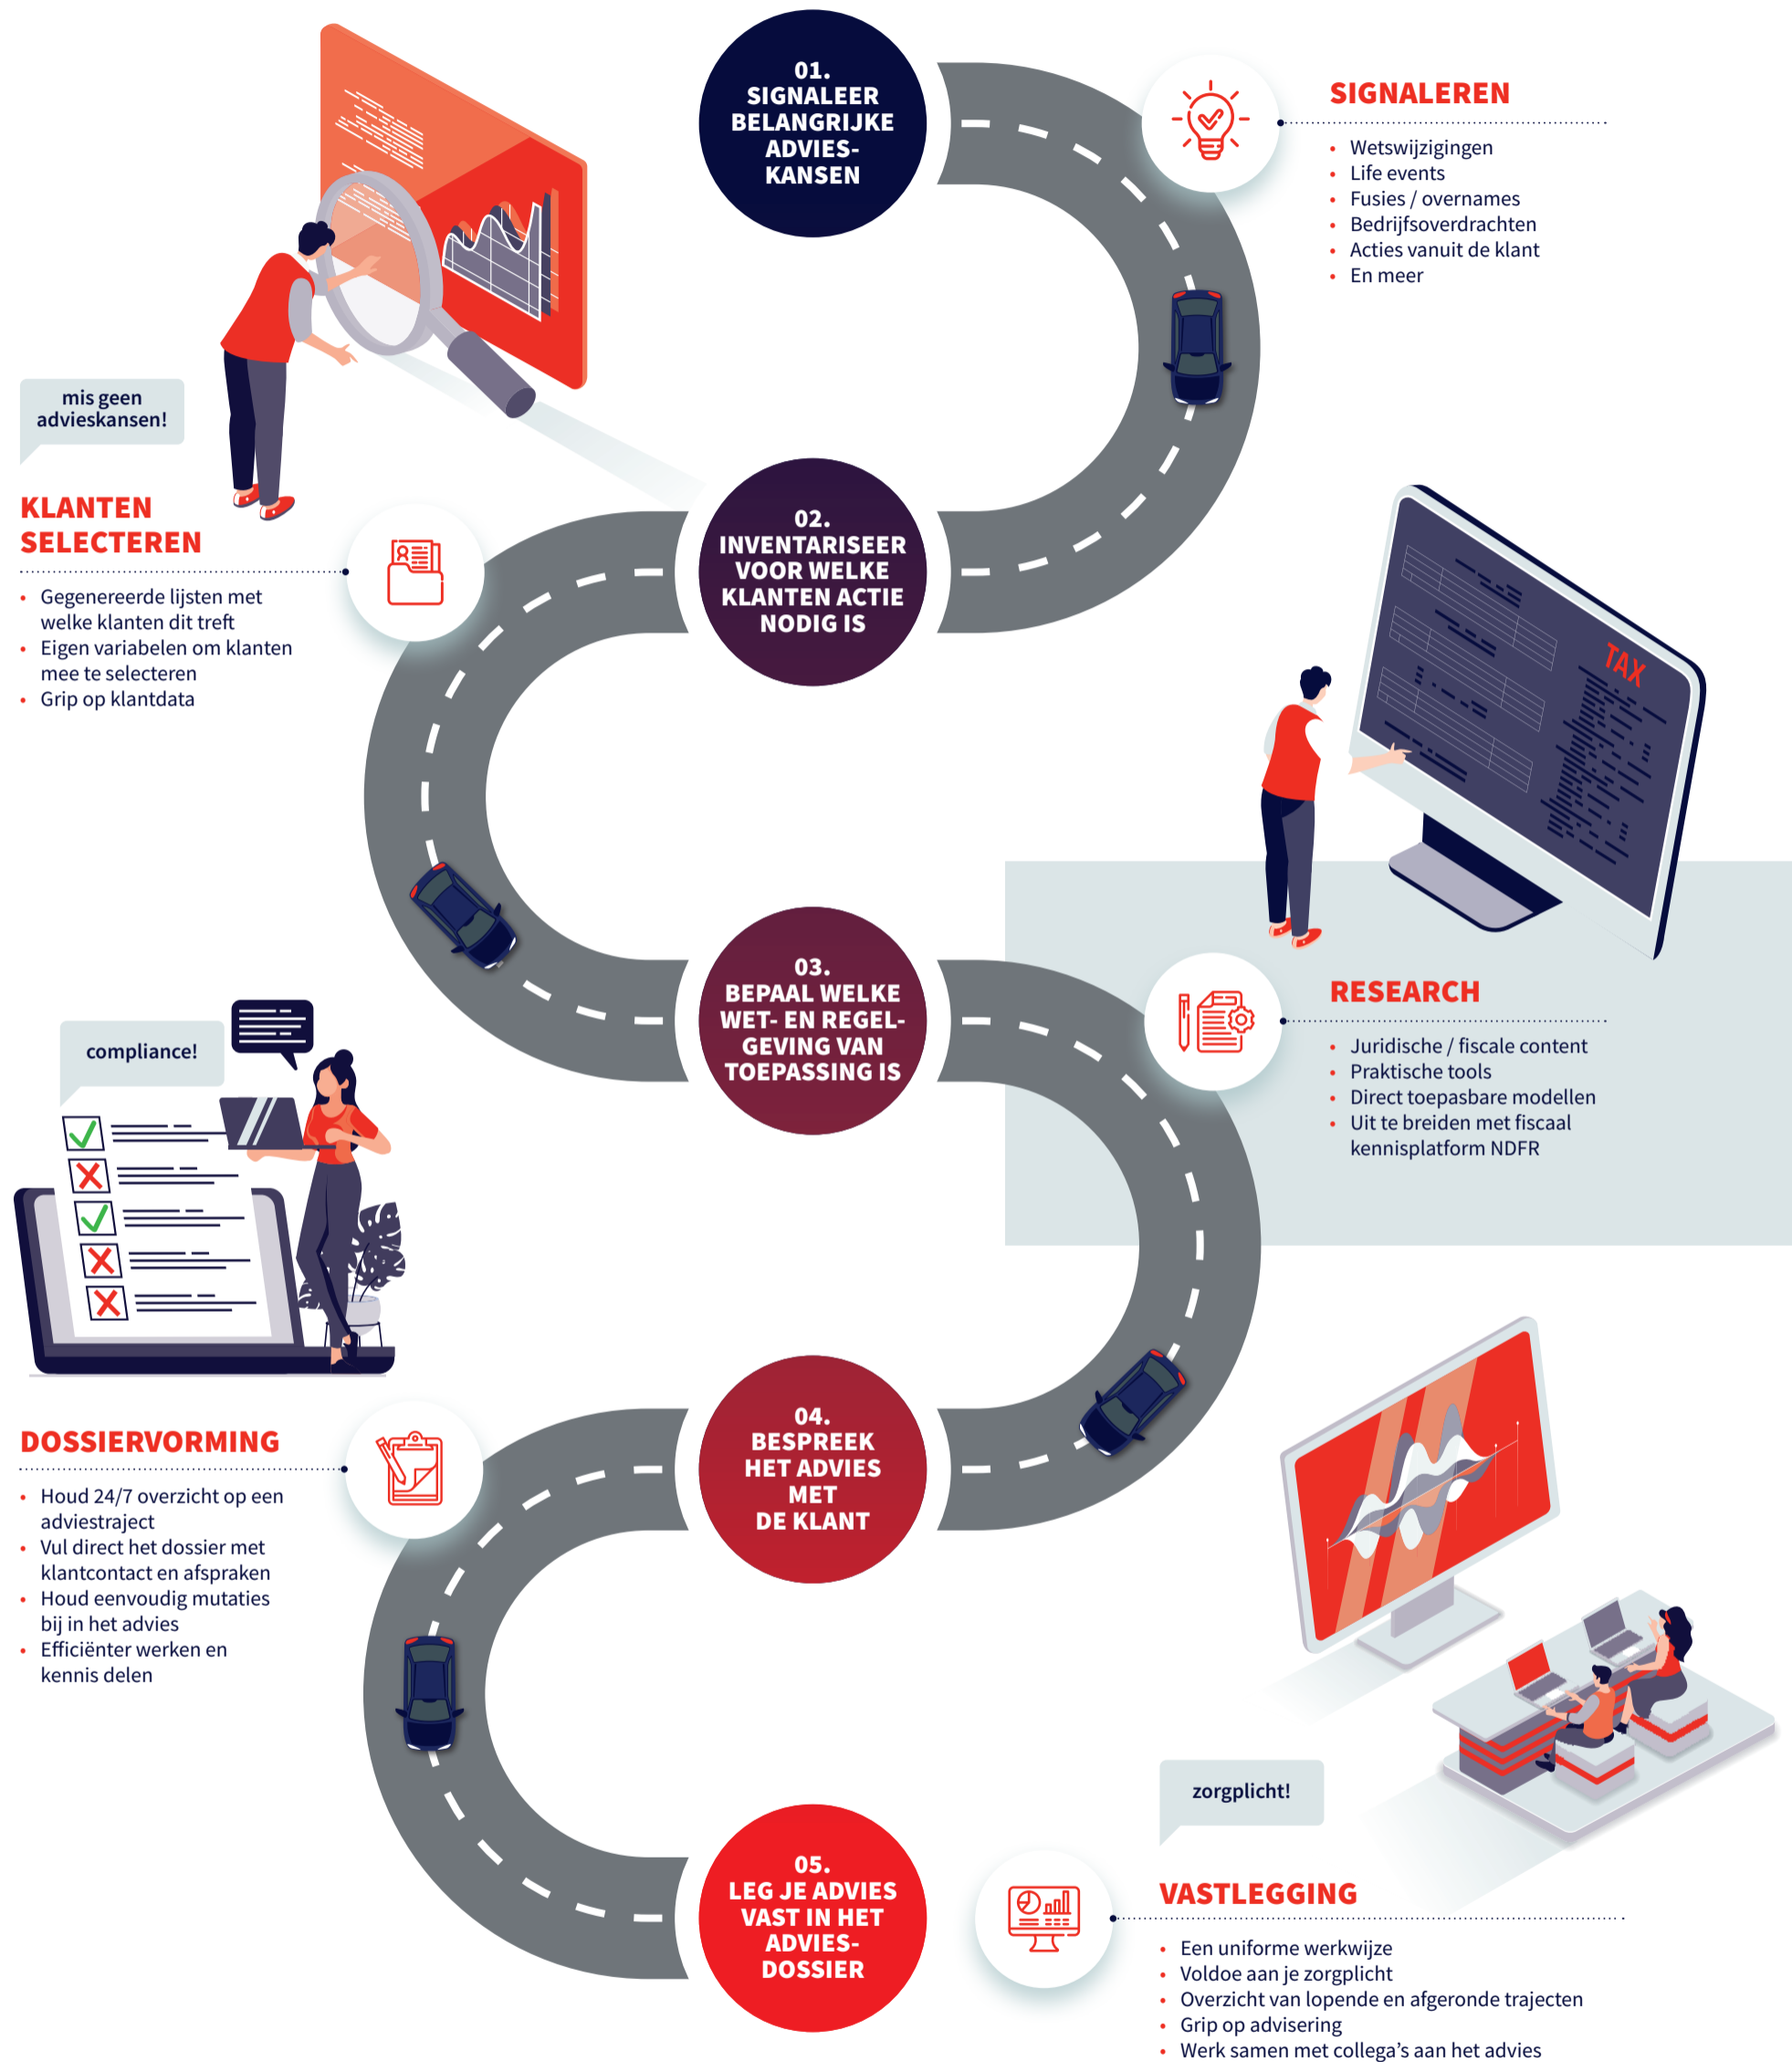 01.
SIGNALEER
BELANGRIJKE
ADVIES-
KANSEN
SIGNALEREN
• Wetswijzigingen
• Life events
• Fusies / overnames
• Bedrijfsoverdrachten
• Acties vanuit de klant
• En meer
mis geen
advieskansen!
02.
INVENTARISEER
VOOR WELKE
KLANTEN ACTIE
NODIG IS
KLANTEN
SELECTEREN
• Gegenereerde lijsten met
welke klanten dit treft
• Eigen variabelen om klanten
mee te selecteren
• Grip op klantdata
TAX
03.
BEPAAL WELKE
WET- EN REGEL-
GEVING VAN
TOEPASSING IS
RESEARCH
• Juridische / fiscale content
• Praktische tools
• Direct toepasbare modellen
• Uit te breiden met fiscaal
kennisplatform NDFR
compliance!
04.
BESPREEK
HET ADVIES
MET
DE KLANT
DOSSIERVORMING
• Houd 24/7 overzicht op een
adviestraject
• Vul direct het dossier met
klantcontact en afspraken
• Houd eenvoudig mutaties
bij in het advies
• Efficiënter werken en
kennis delen
zorgplicht!
05.
LEG JE ADVIES
VAST IN HET
ADVIES-
DOSSIER
VASTLEGGING
• Een uniforme werkwijze
• Voldoe aan je zorgplicht
• Overzicht van lopende en afgeronde trajecten
• Grip op advisering
• Werk samen met collega’s aan het advies